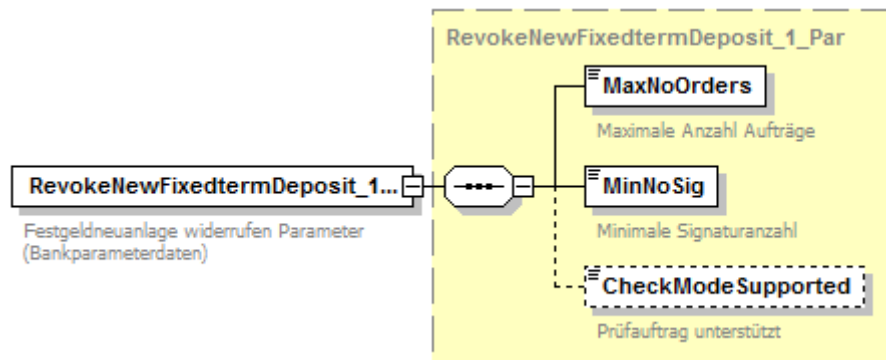 RevokeNewFixedtermDeposit_1_Par
MaxNoOrders
Maximale Anzahl Aufträge
RevokeNewFixedtermDeposit_1...
Festgeldneuanlage widerrufen Parameter
(Bankparameterdaten)
MinNoSig
Minimale Signaturanzahl
CheckModeSupported
Prüfauftrag unterstützt